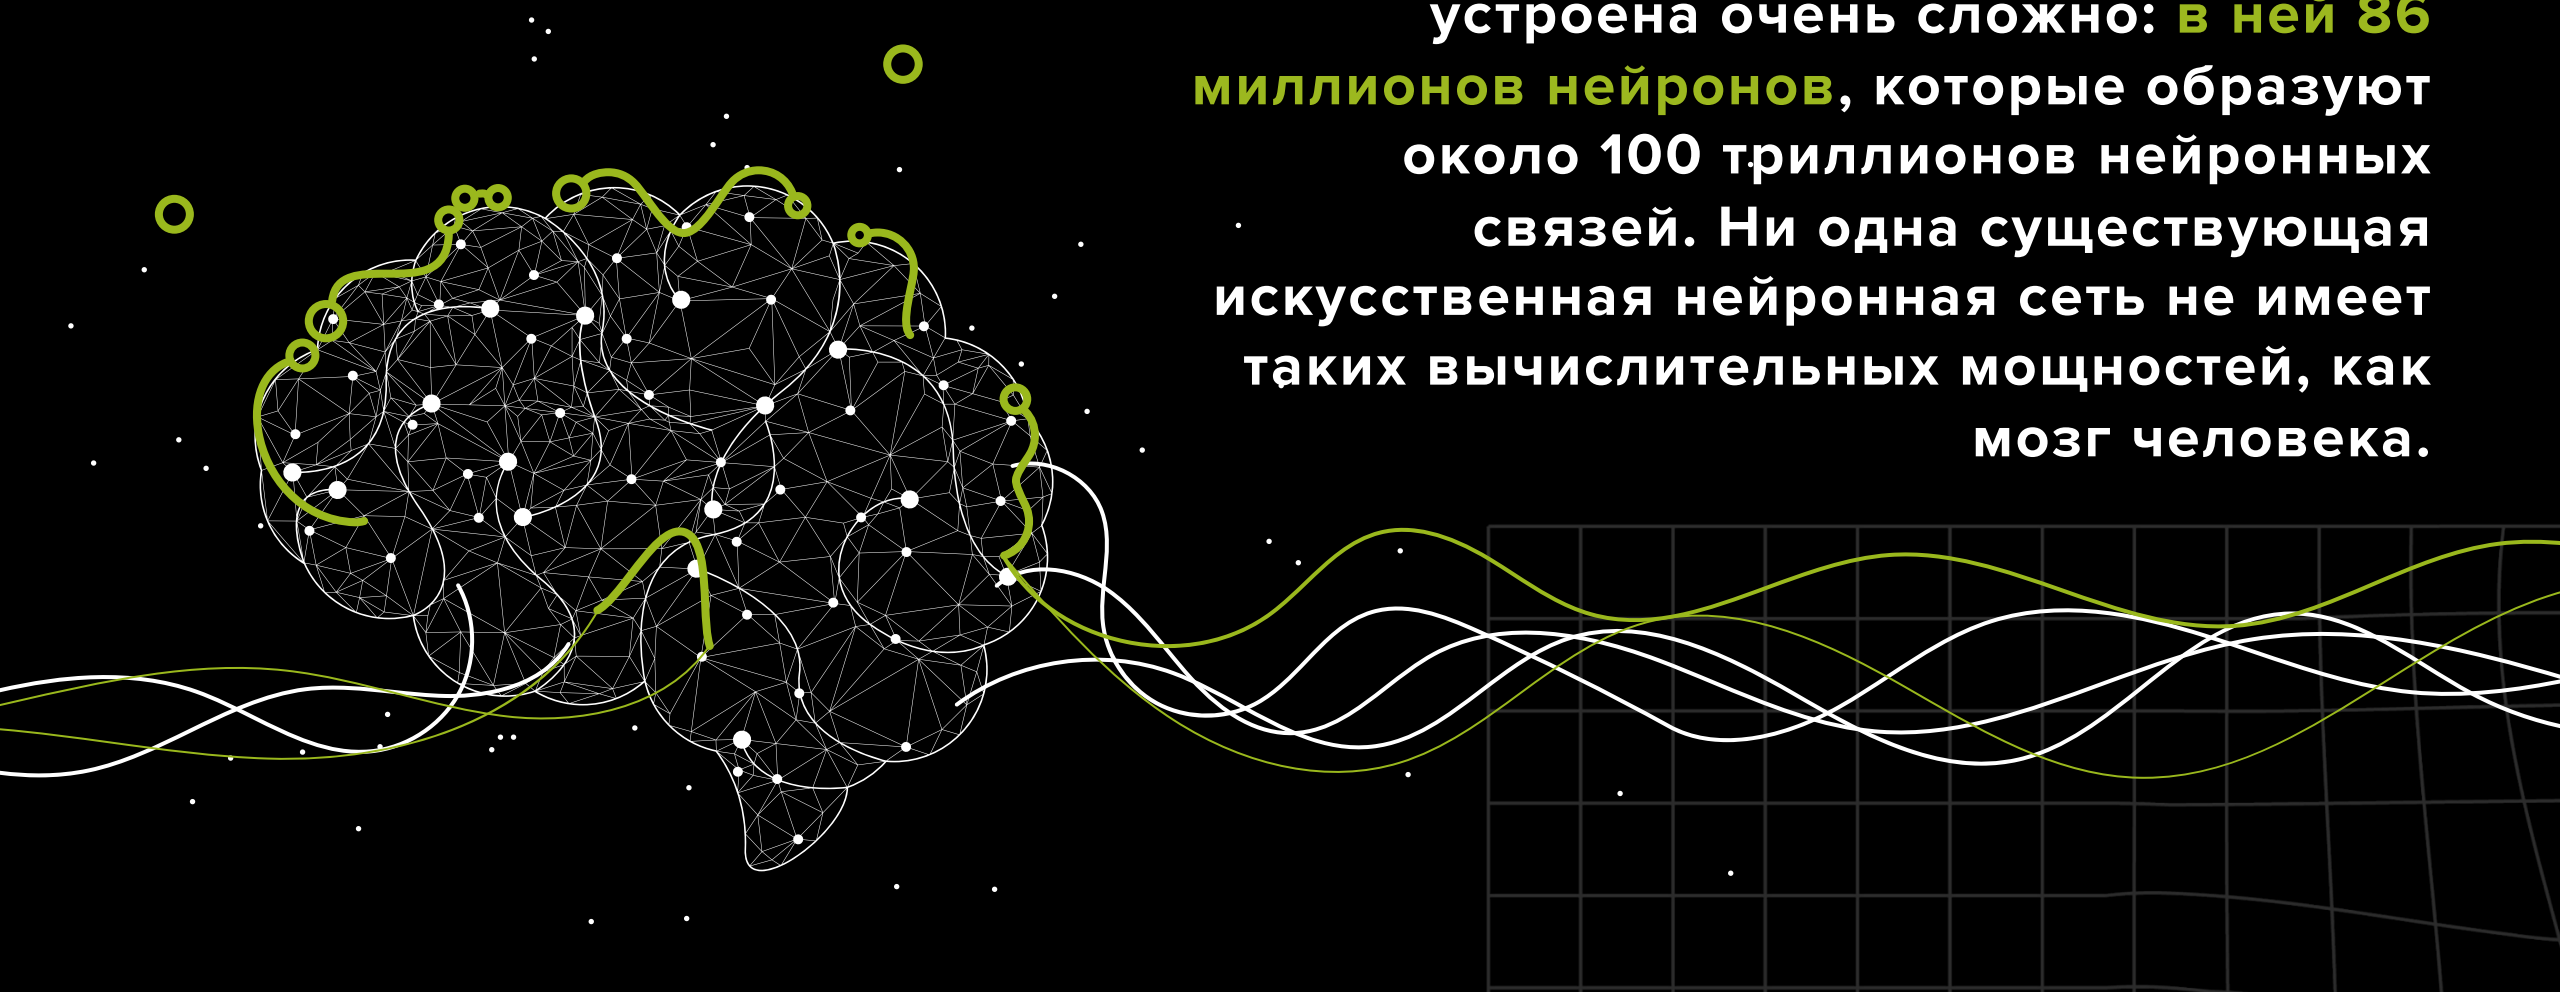 устроена очень сложно: в ней 86
миллионов нейронов, которые образуют
около 100 триллионов нейронных
связей. Ни одна существующая
искусственная нейронная сеть не имеет
таких вычислительных мощностей, как
мозг человека.